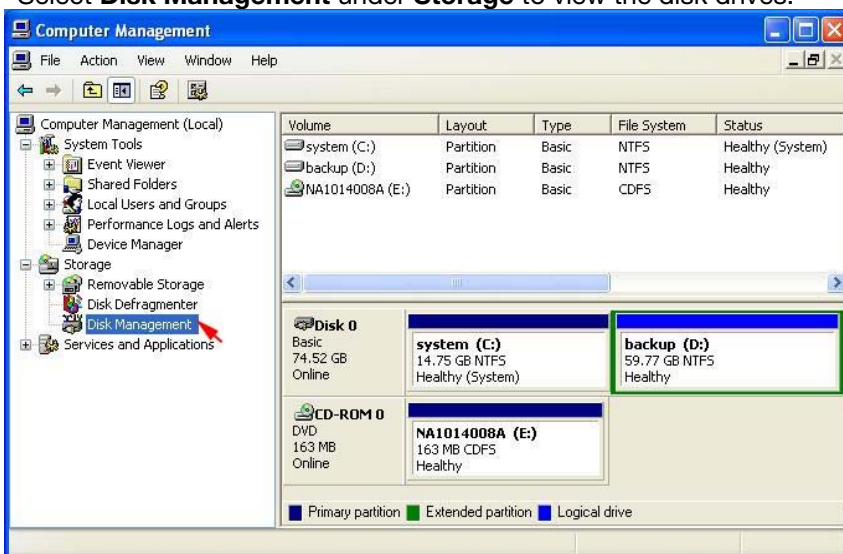 Select Disk Management under Storage to view the disk drives.
Computer Management
File Action View Window Help
Computer Management (Local)
System Tools
Event Viewer
Shared Folders
Local Users and Groups
Performance Logs and Alerts
Device Manager
Storage
Removable Storage
Disk Defragmenter
Disk Management
Services and Applications
Volume Layout Type File System Status
system (C:) Partition Basic NTFS Healthy (System)
backup (D:) Partition Basic NTFS Healthy
NA1014008A (E:) Partition Basic CDFS Healthy
Disk 0
Basic
74.52 GB
Online
system (C:)
14.75 GB NTFS
Healthy (System)
backup (D:)
59.77 GB NTFS
Healthy
CD-ROM 0
DVD
163 MB
Online
NA1014008A (E:)
163 MB CDFS
Healthy
Primary partition Extended partition Logical drive